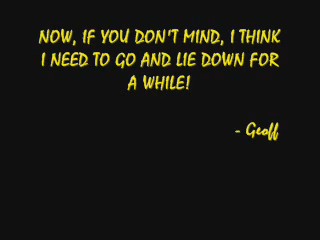 NOW, IF YOU DON'T MIND, I THINK
I NEED TO GO AND LIE DOWN FOR
A WHILE!
- Geoff